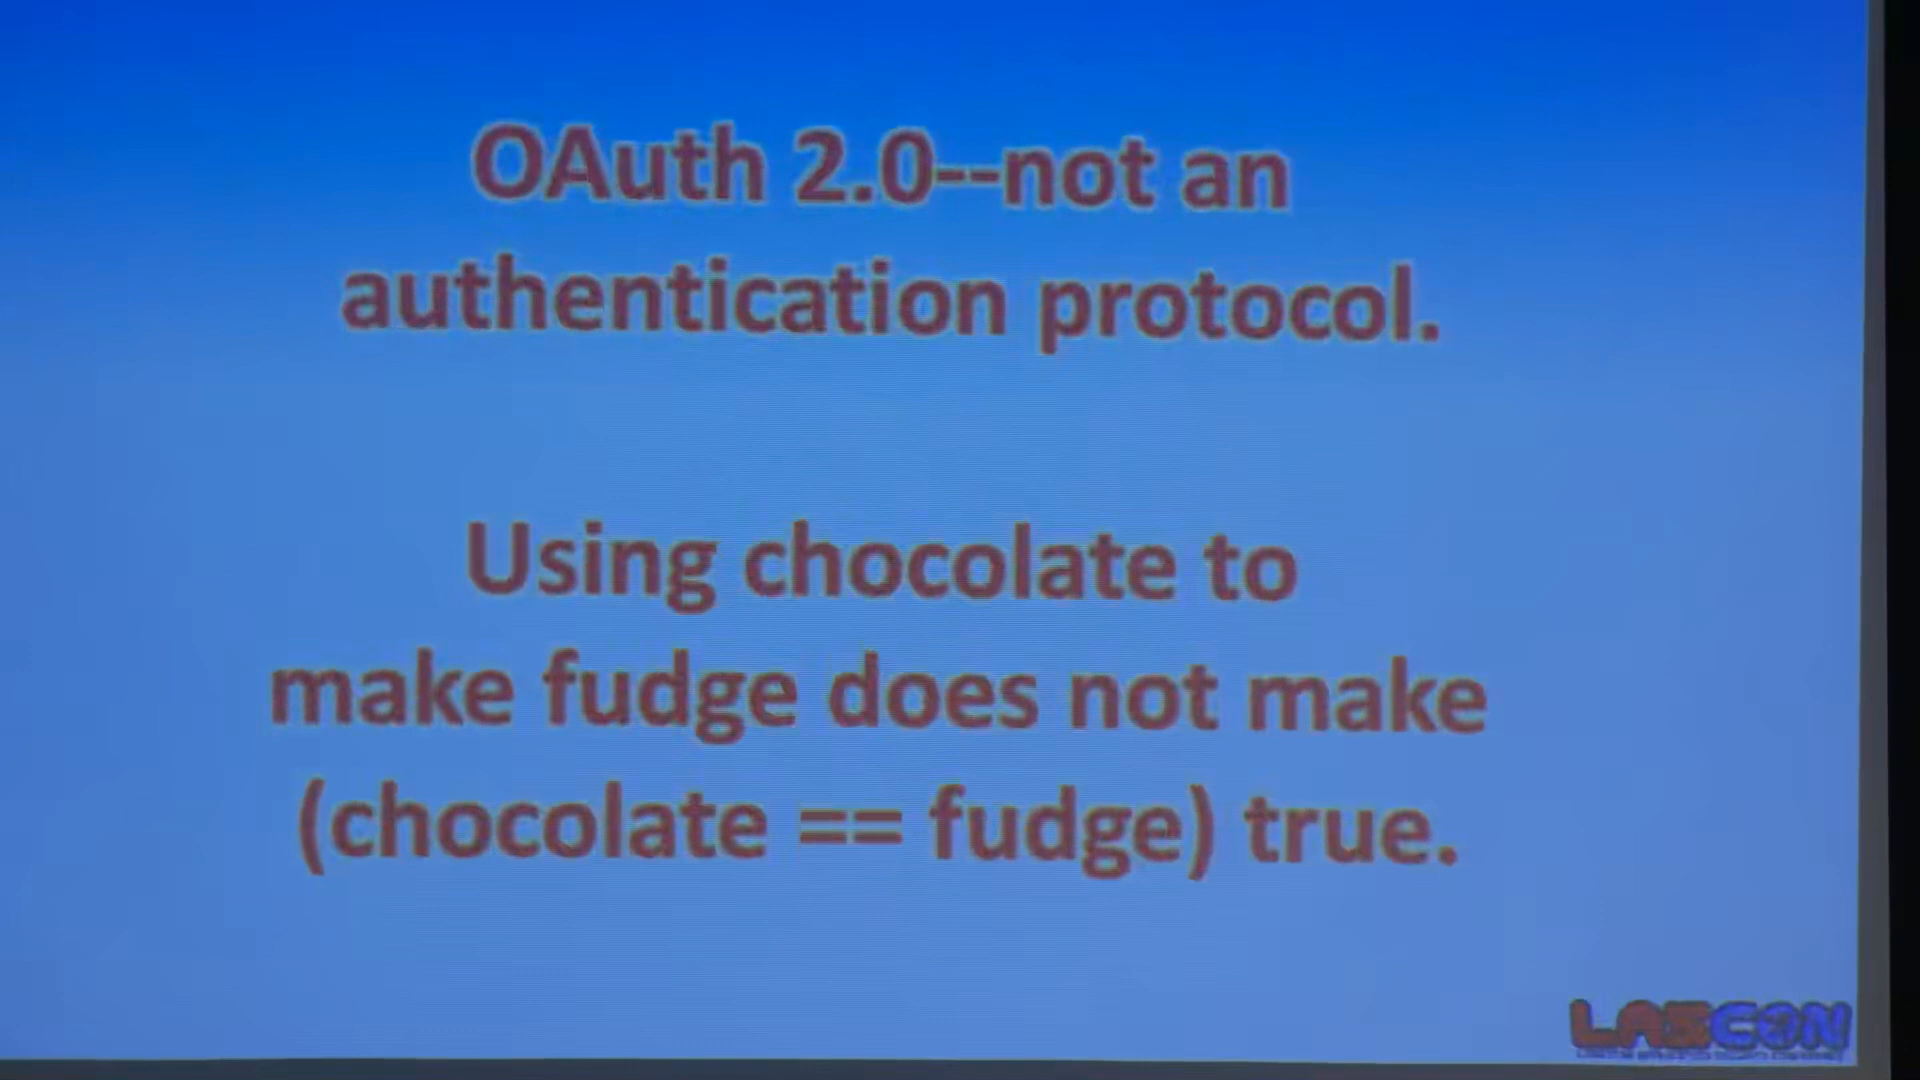 OAuth 2.0--not an
authentication protocol.
Using chocolate to
make fudge does not make
(chocolate == fudge) true.
LASCON